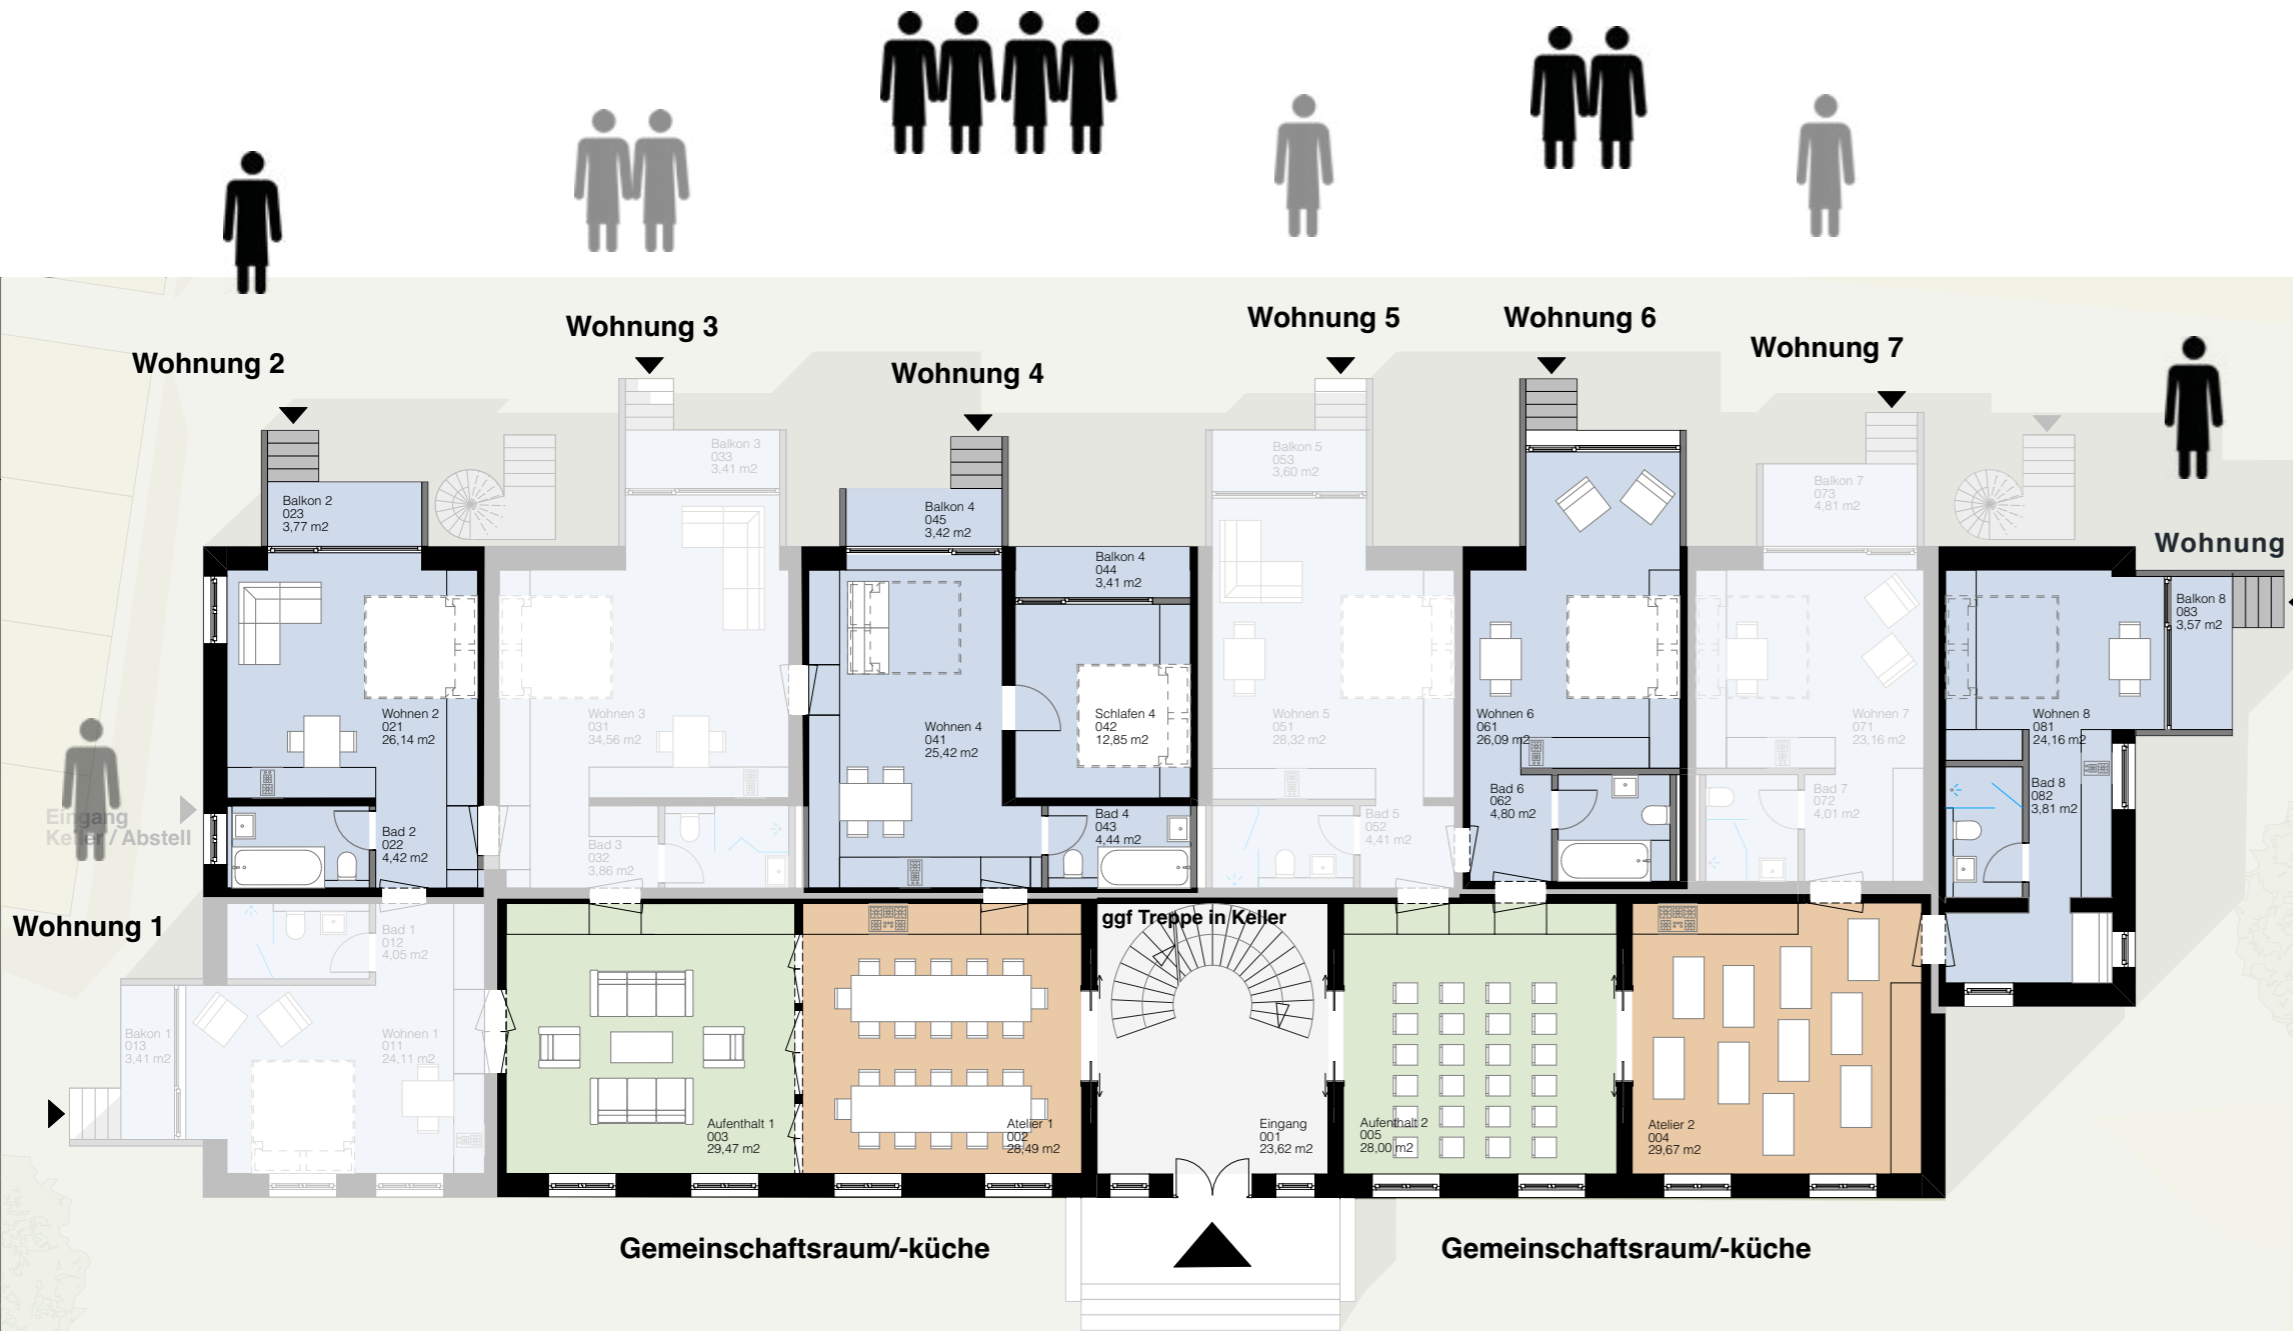 Wohnung 2
Wohnung 3
Wohnung 4
Wohnung 5
Wohnung 6
Wohnung 7
Wohnung
Balkon 2
023
3,77 m2
Balkon 3
033
3,41 m2
Balkon 4
045
3,42 m2
Balkon 4
044
3,41 m2
Balkon 5
053
3,60 m2
Balkon 7
073
4,81 m2
Balkon 8
083
3,57 m2
Wohnen 2
021
26,14 m2
Wohnen 3
031
34,56 m2
Wohnen 4
041
25,42 m2
Schlafen 4
042
12,85 m2
Wohnen 5
051
28,32 m2
Wohnen 6
061
26,09 m2
Wohnen 7
071
23,16 m2
Wohnen 8
081
24,16 m2
Eingang
Keller / Abstell
Bad 2
022
4,42 m2
Bad 3
032
3,86 m2
Bad 4
043
4,44 m2
Bad 5
052
4,41 m2
Bad 6
062
4,80 m2
Bad 7
072
4,01 m2
Bad 8
082
3,81 m2
Wohnung 1
Bad 1
012
4,05 m2
ggf Treppe in Keller
Bakon 1
013
3,41 m2
Wohnen 1
011
24,11 m2
Aufenthalt 1
003
29,47 m2
Atelier 1
002
28,49 m2
Eingang
001
23,62 m2
Aufenthalt 2
005
28,00 m2
Atelier 2
004
29,67 m2
Gemeinschaftsraum/-küche
Gemeinschaftsraum/-küche